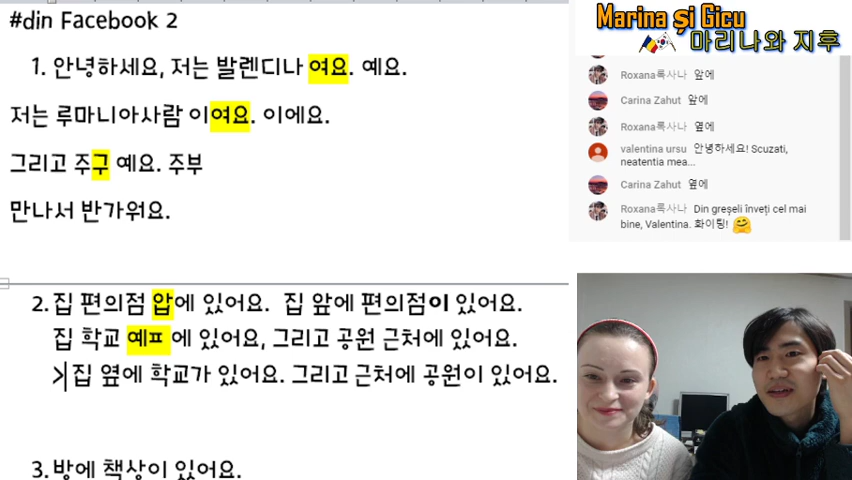 #din Facebook 2
1. 안녕하세요, 저는 발렌디나 여요. 예요.
저는 루마니아사람 이여요. 이에요.
그리고 주구 예요. 주부
만나서 반가워요.
2. 집 편의점 압에 있어요. 집 앞에 편의점이 있어요.
집 학교 예ㅍ에 있어요, 그리고 공원 근처에 있어요.
>집 옆에 학교가 있어요. 그리고 근처에 공원이 있어요.
3. 방에 책상이 있어요.
Marina și Gicu
마리나와 지후
Roxana록사나 앞에
Carina Zahut 앞에
Roxana록사나 옆에
valentina ursu 안녕하세요! Scuzati,
neatentia mea...
Carina Zahut 옆에
Roxana록사나 Din greșeli înveți cel mai
bine, Valentina. 화이팅!